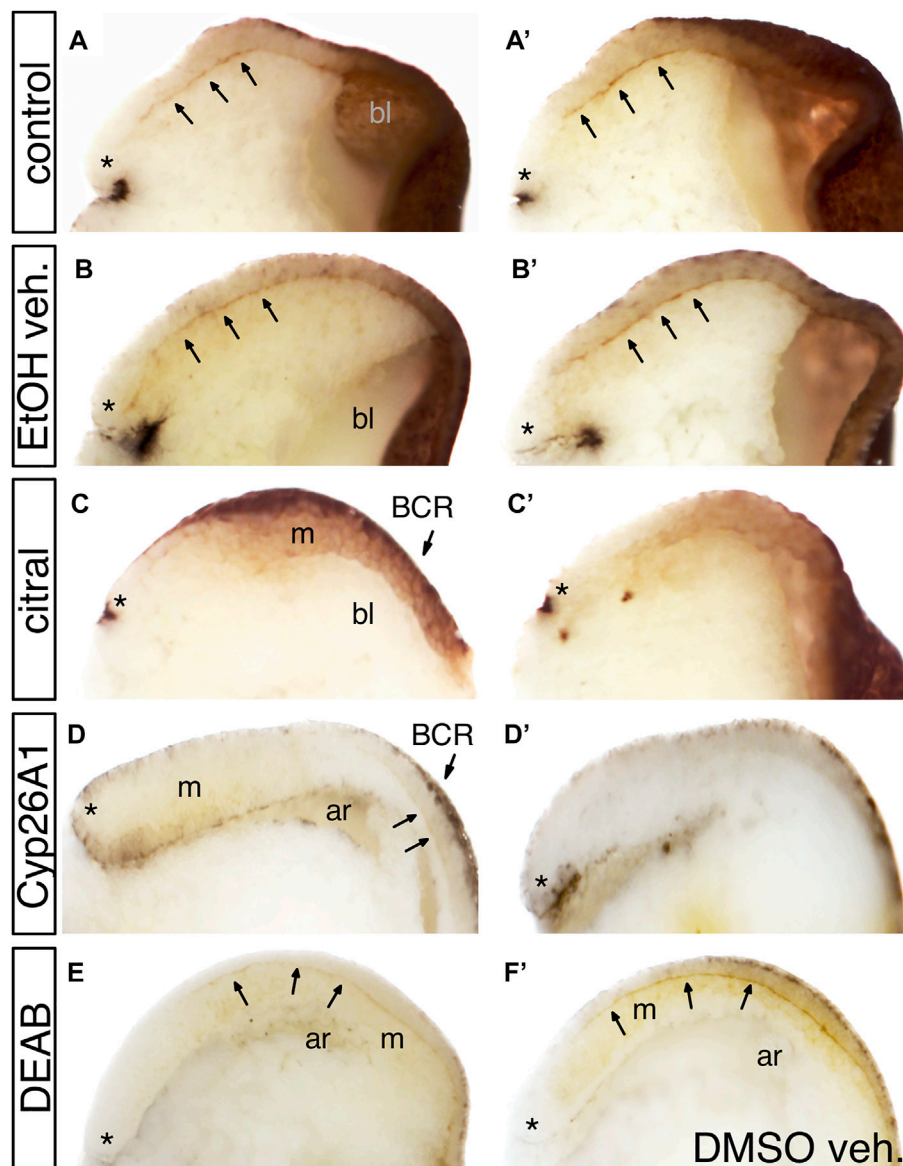 control
A
bl
A'
*
*
EtOH veh.
B
bl
B'
*
*
citral
C
BCR
m
bl
C'
*
*
Cyp26A1
D
BCR
m
ar
D'
*
*
DEAB
E
ar
m
F'
m
ar
*
*
DMSO veh.